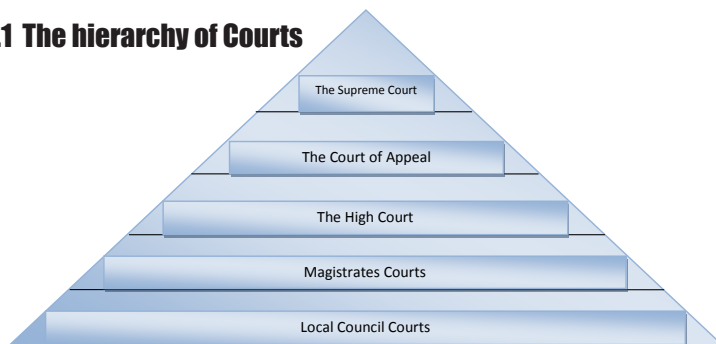 .1 The hierarchy of Courts
The Supreme Court
The Court of Appeal
The High Court
Magistrates Courts
Local Council Courts